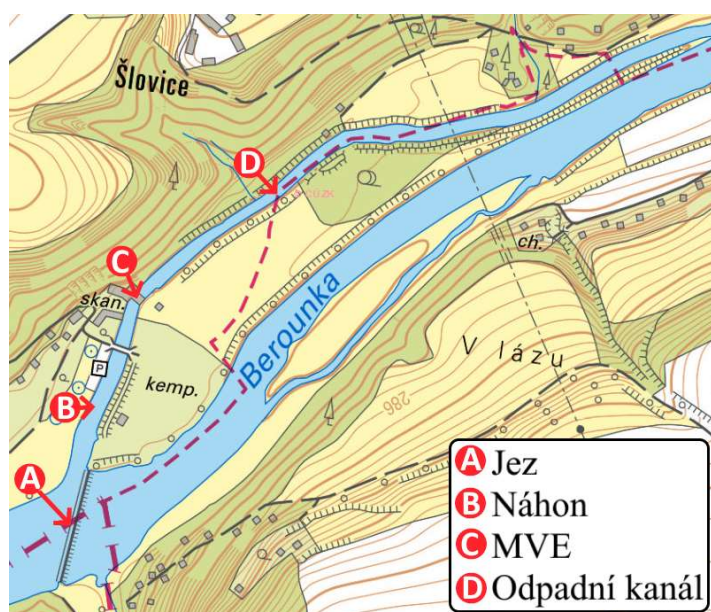 Šlovice
D
C
skan.
P
B
kemp.
A
Berounka
ch.
V lázu
286
A Jez
B Náhon
C MVE
D Odpadní kanál